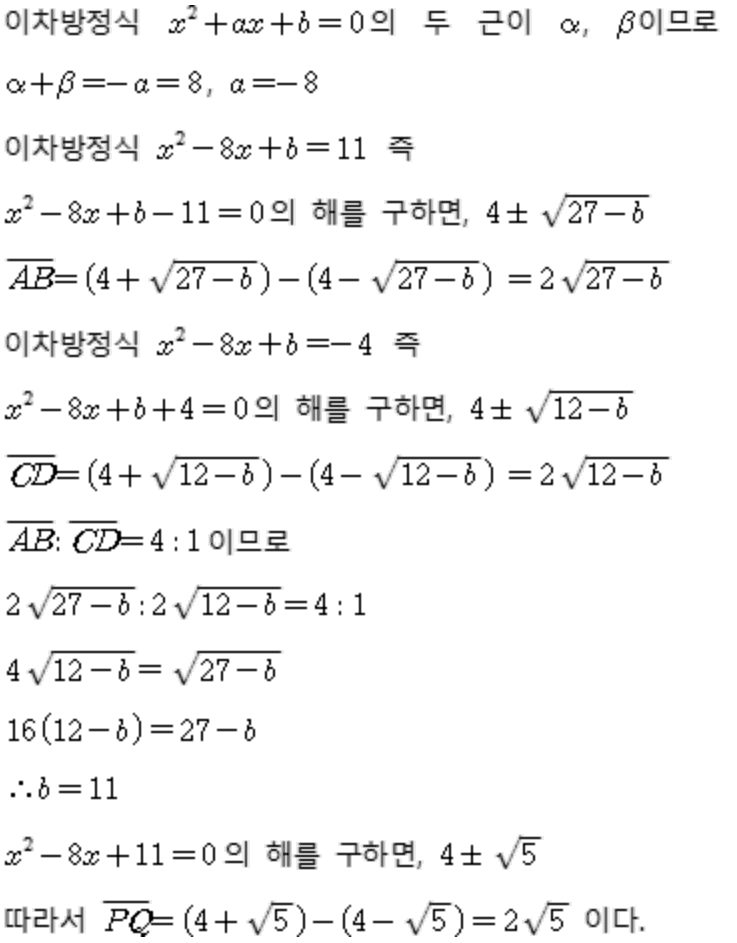 이차방정식 x²+ax+b=0의 두 근이 α, β이므로
α+β=-a=8, a=-8
이차방정식 x²-8x+b=11 즉
x²-8x+b-11=0의 해를 구하면, 4±√(27-b)
A̅B̅=(4+√(27-b))-(4-√(27-b))=2√(27-b)
이차방정식 x²-8x+b=-4 즉
x²-8x+b+4=0의 해를 구하면, 4±√(12-b)
C̅D̅=(4+√(12-b))-(4-√(12-b))=2√(12-b)
A̅B̅:C̅D̅=4:1이므로
2√(27-b):2√(12-b)=4:1
4√(12-b)=√(27-b)
16(12-b)=27-b
∴b=11
x²-8x+11=0의 해를 구하면, 4±√5
따라서 P̅Q̅=(4+√5)-(4-√5)=2√5 이다.